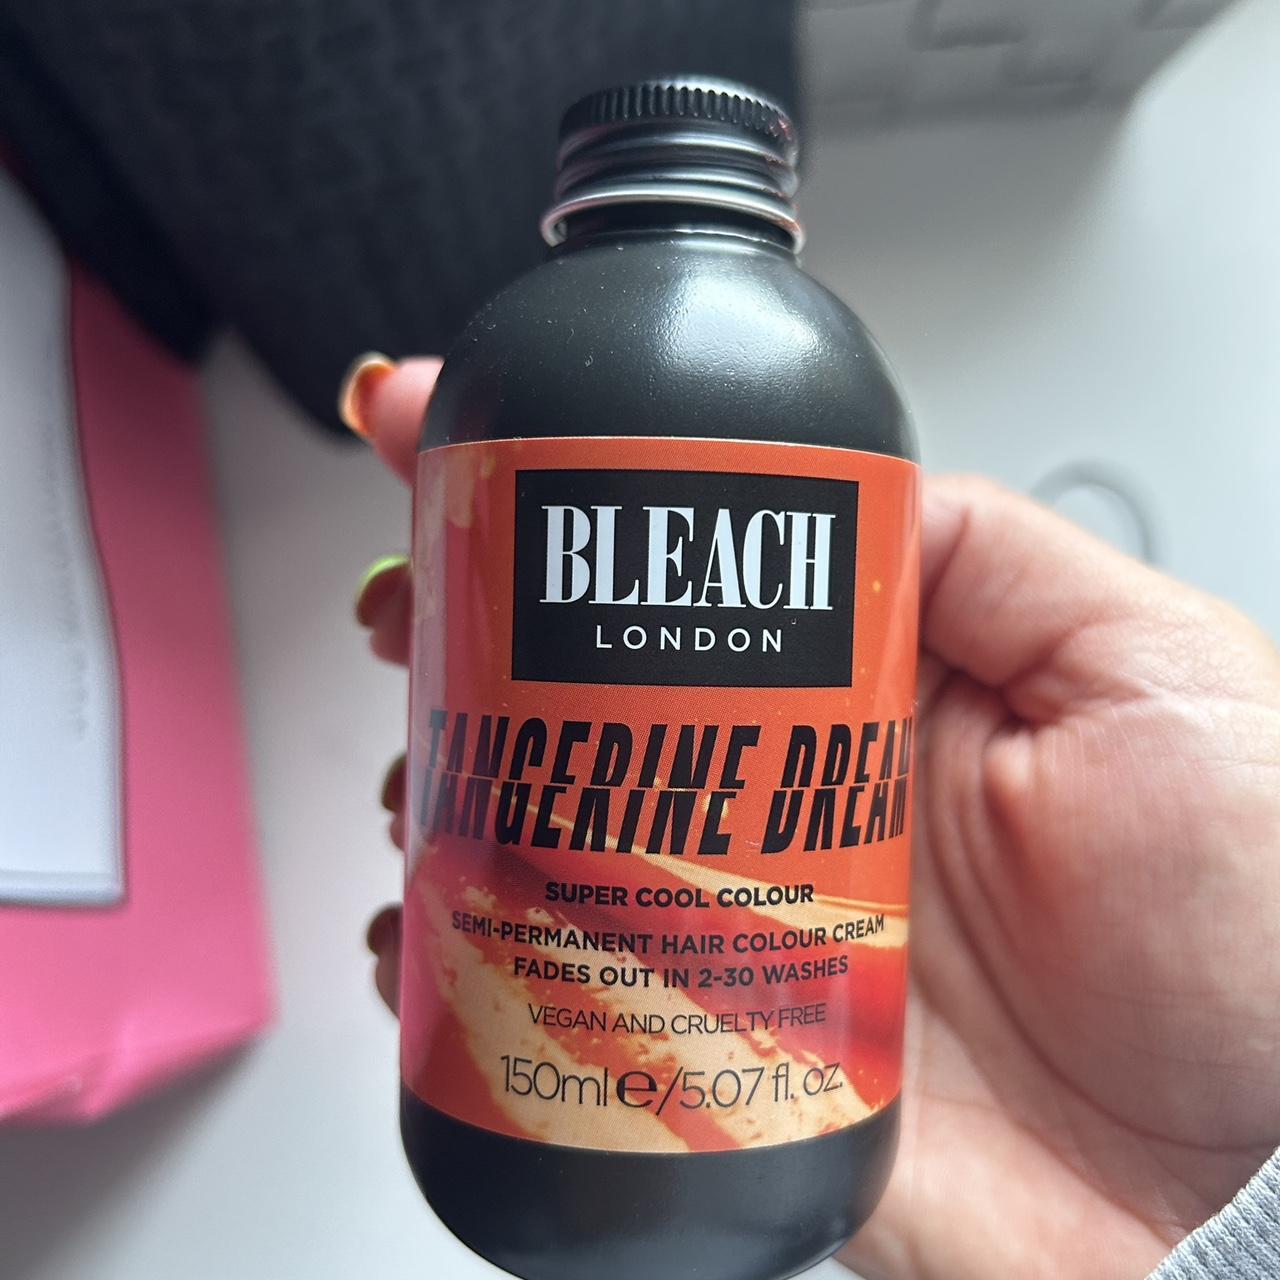 BLEACH
LONDON
TANGERINE DREAM
SUPER COOL COLOUR
SEMI-PERMANENT HAIR COLOUR CREAM
FADES OUT IN 2-30 WASHES
VEGAN AND CRUELTY FREE
150ml e/5.07 fl. oz.